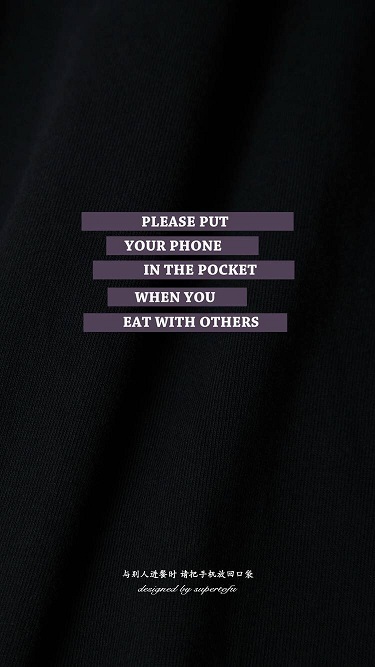 PLEASE PUT
YOUR PHONE
IN THE POCKET
WHEN YOU
EAT WITH OTHERS
与别人进餐时 请把手机放回口袋
designed by supertofu